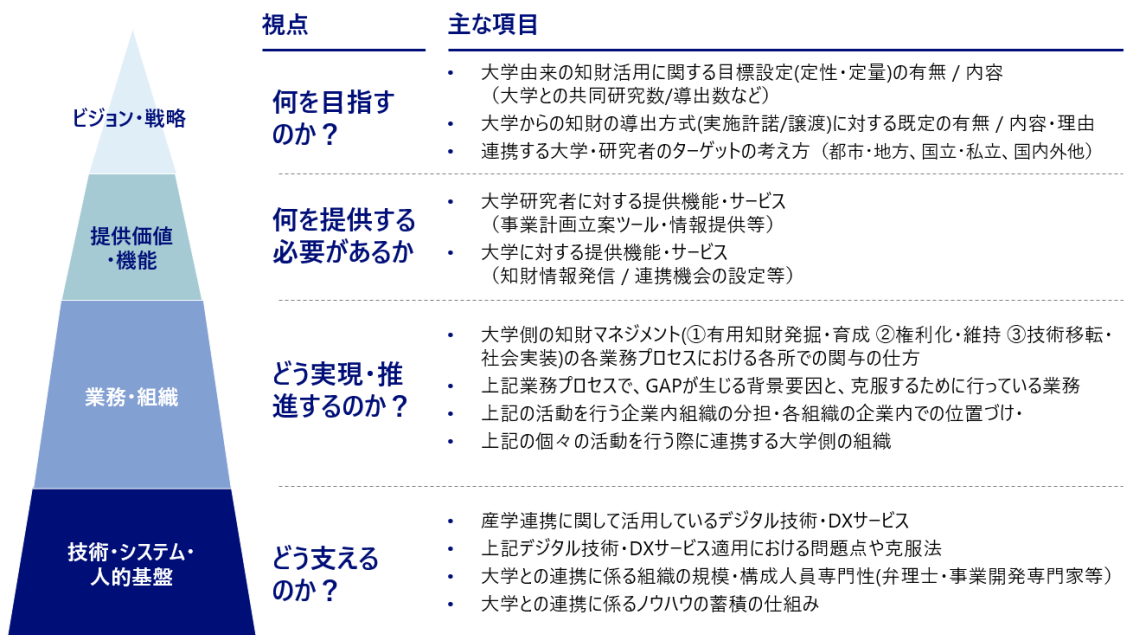 視点
主な項目
ビジョン・戦略
何を目指す
のか？
• 大学由来の知財活用に関する目標設定(定性・定量)の有無 / 内容
（大学との共同研究数/導出数など）
• 大学からの知財の導出方式(実施許諾/譲渡)に対する既定の有無 / 内容・理由
• 連携する大学・研究者のターゲットの考え方（都市・地方、国立・私立、国内外他）
提供価値
・機能
何を提供する
必要があるか
• 大学研究者に対する提供機能・サービス
（事業計画立案ツール・情報提供等）
• 大学に対する提供機能・サービス
（知財情報発信 / 連携機会の設定等）
業務・組織
どう実現・推
進するのか？
• 大学側の知財マネジメント(①有用知財発掘・育成 ②権利化・維持 ③技術移転・
社会実装)の各業務プロセスにおける各所での関与の仕方
• 上記業務プロセスで、GAPが生じる背景要因と、克服するために行っている業務
• 上記の活動を行う企業内組織の分担・各組織の企業内での位置づけ・
• 上記の個々の活動を行う際に連携する大学側の組織
技術・システム・
人的基盤
どう支える
のか？
• 産学連携に関して活用しているデジタル技術・DXサービス
• 上記デジタル技術・DXサービス適用における問題点や克服法
• 大学との連携に係る組織の規模・構成人員専門性(弁理士・事業開発専門家等）
• 大学との連携に係るノウハウの蓄積の仕組み